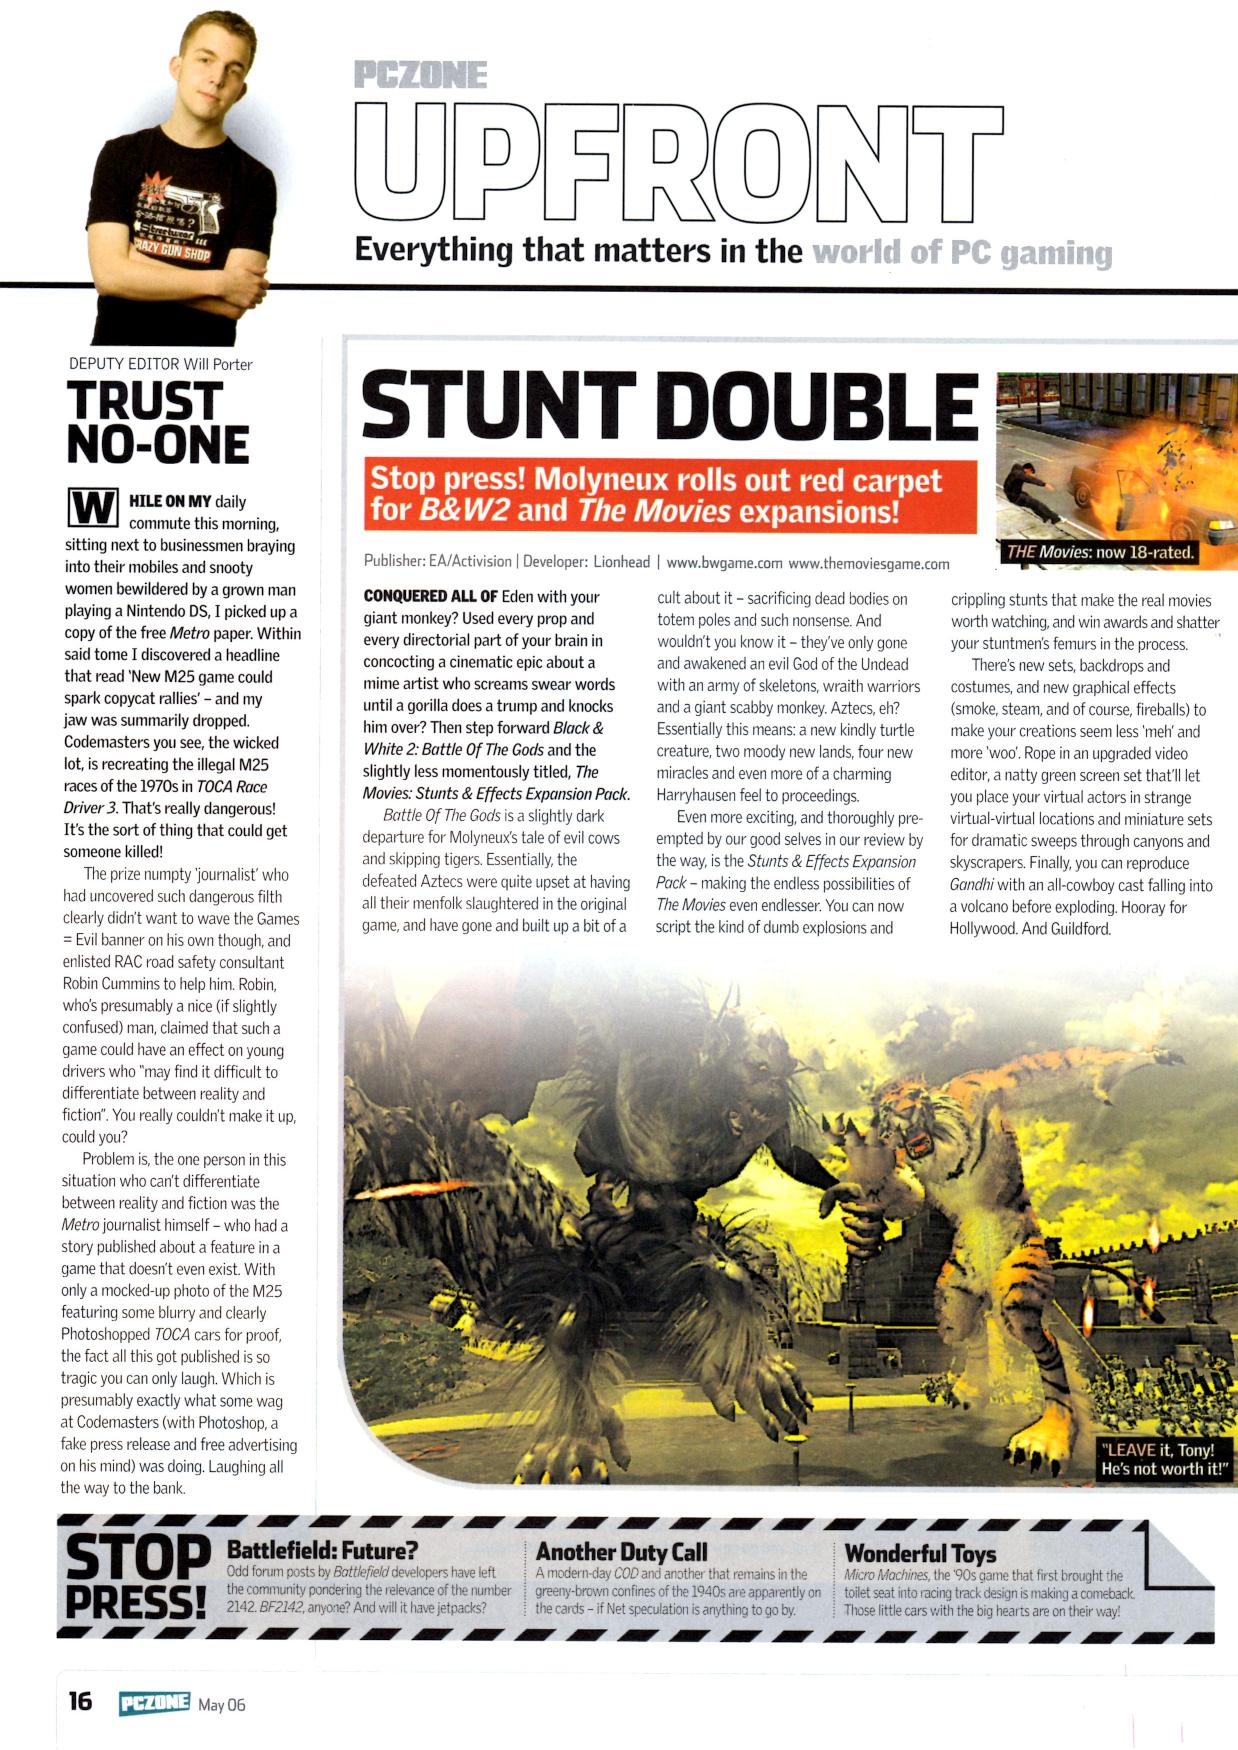 PCZONE
UPFRONT
Everything that matters in the world of PC gaming
Streetwear
CRAZY GUN SHOP
DEPUTY EDITOR Will Porter
TRUST
NO-ONE
WHILE ON MY daily
commute this morning,
sitting next to businessmen braying
into their mobiles and snooty
women bewildered by a grown man
playing a Nintendo DS, I picked up a
copy of the free Metro paper. Within
said tome I discovered a headline
that read 'New M25 game could
spark copycat rallies' – and my
jaw was summarily dropped.
Codemasters you see, the wicked
lot, is recreating the illegal M25
races of the 1970s in TOCA Race
Driver 3. That's really dangerous!
It's the sort of thing that could get
someone killed!
The prize numpty 'journalist' who
had uncovered such dangerous filth
clearly didn't want to wave the Games
= Evil banner on his own though, and
enlisted RAC road safety consultant
Robin Cummins to help him. Robin,
who's presumably a nice (if slightly
confused) man, claimed that such a
game could have an effect on young
drivers who "may find it difficult to
differentiate between reality and
fiction". You really couldn't make it up,
could you?
Problem is, the one person in this
situation who can't differentiate
between reality and fiction was the
Metro journalist himself – who had a
story published about a feature in a
game that doesn't even exist. With
only a mocked-up photo of the M25
featuring some blurry and clearly
Photoshopped TOCA cars for proof,
the fact all this got published is so
tragic you can only laugh. Which is
presumably exactly what some wag
at Codemasters (with Photoshop, a
fake press release and free advertising
on his mind) was doing. Laughing all
the way to the bank.
STUNT DOUBLE
Stop press! Molyneux rolls out red carpet
for B&W2 and The Movies expansions!
THE Movies: now 18-rated.
Publisher: EA/Activision | Developer: Lionhead | www.bwgame.com www.themoviesgame.com
CONQUERED ALL OF Eden with your
giant monkey? Used every prop and
every directorial part of your brain in
concocting a cinematic epic about a
mime artist who screams swear words
until a gorilla does a trump and knocks
him over? Then step forward Black &
White 2: Battle Of The Gods and the
slightly less momentously titled, The
Movies: Stunts & Effects Expansion Pack.
Battle Of The Gods is a slightly dark
departure for Molyneux's tale of evil cows
and skipping tigers. Essentially, the
defeated Aztecs were quite upset at having
all their menfolk slaughtered in the original
game, and have gone and built up a bit of a
cult about it – sacrificing dead bodies on
totem poles and such nonsense. And
wouldn't you know it – they've only gone
and awakened an evil God of the Undead
with an army of skeletons, wraith warriors
and a giant scabby monkey. Aztecs, eh?
Essentially this means: a new kindly turtle
creature, two moody new lands, four new
miracles and even more of a charming
Harryhausen feel to proceedings.
Even more exciting, and thoroughly pre-
empted by our good selves in our review by
the way, is the Stunts & Effects Expansion
Pack – making the endless possibilities of
The Movies even endlesser. You can now
script the kind of dumb explosions and
crippling stunts that make the real movies
worth watching, and win awards and shatter
your stuntmen's femurs in the process.
There's new sets, backdrops and
costumes, and new graphical effects
(smoke, steam, and of course, fireballs) to
make your creations seem less 'meh' and
more 'woo'. Rope in an upgraded video
editor, a natty green screen set that'll let
you place your virtual actors in strange
virtual-virtual locations and miniature sets
for dramatic sweeps through canyons and
skyscrapers. Finally, you can reproduce
Gandhi with an all-cowboy cast falling into
a volcano before exploding. Hooray for
Hollywood. And Guildford.
"LEAVE it, Tony!
He's not worth it!"
STOP
PRESS!
Battlefield: Future?
Odd forum posts by Battlefield developers have left
the community pondering the relevance of the number
2142. BF2142, anyone? And will it have jetpacks?
Another Duty Call
A modern-day COD and another that remains in the
greeny-brown confines of the 1940s are apparently on
the cards – if Net speculation is anything to go by.
Wonderful Toys
Micro Machines, the '90s game that first brought the
toilet seat into racing track design is making a comeback.
Those little cars with the big hearts are on their way!
16 PCZONE May 06